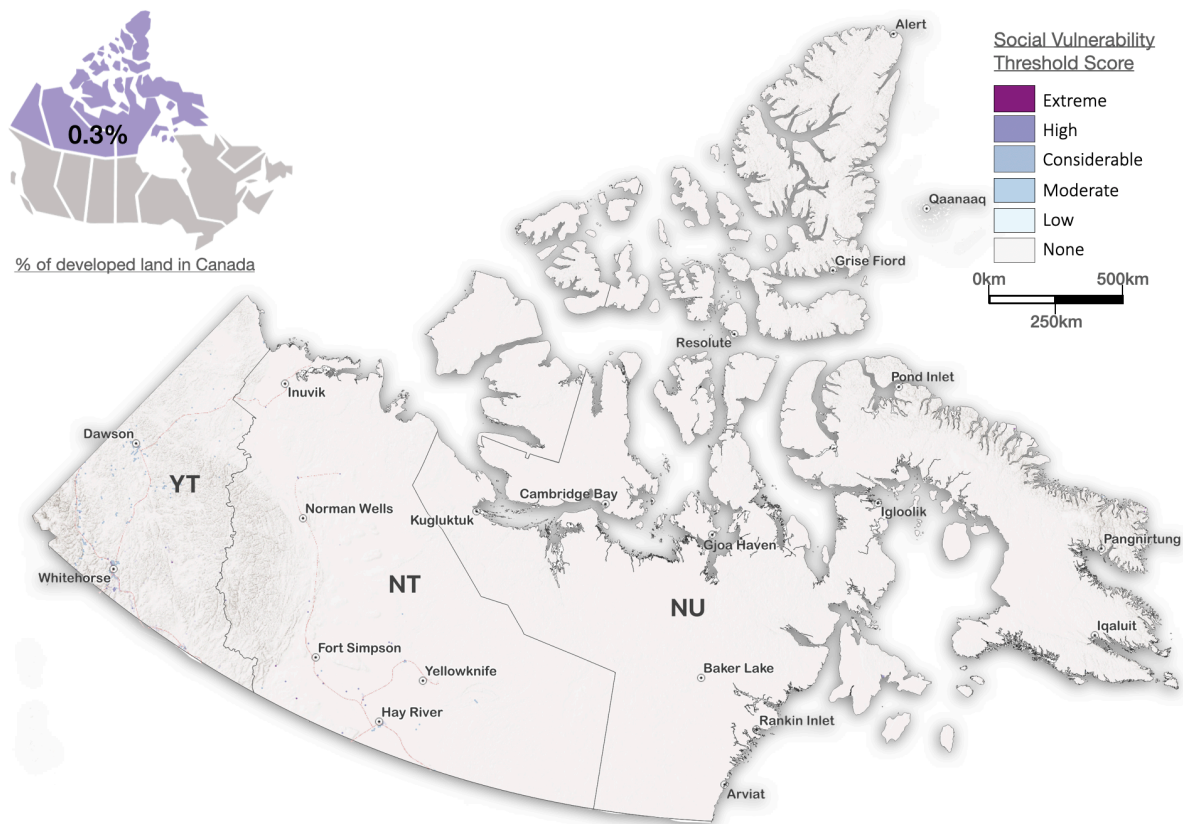 Alert
Social Vulnerability
Threshold Score
Extreme
High
Considerable
Moderate
Low
None
0km
500km
250km
0.3%
% of developed land in Canada
Qaanaaq
Grise Fiord
Resolute
Pond Inlet
Inuvik
Dawson
YT
Norman Wells
Kugluktuk
Cambridge Bay
Gjoa Haven
Igloolik
Pangnirtung
Whitehorse
NT
NU
Iqaluit
Fort Simpson
Yellowknife
Baker Lake
Hay River
Rankin Inlet
Arviat